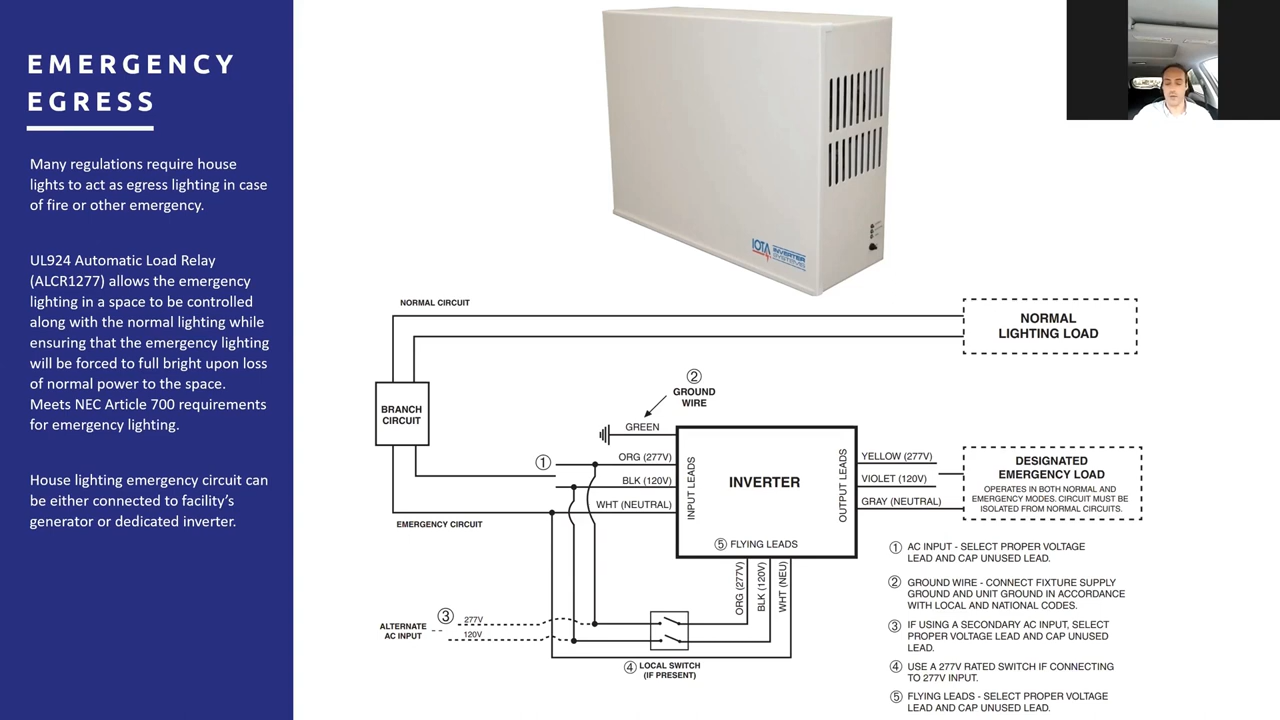 EMERGENCY
EGRESS
Many regulations require house
lights to act as egress lighting in case
of fire or other emergency.
UL924 Automatic Load Relay
(ALCR1277) allows the emergency
lighting in a space to be controlled
along with the normal lighting while
ensuring that the emergency lighting
will be forced to full bright upon loss
of normal power to the space.
Meets NEC Article 700 requirements
for emergency lighting.
House lighting emergency circuit can
be either connected to facility's
generator or dedicated inverter.
IOTA
INVERTER
SYSTEMS
NORMAL CIRCUIT
NORMAL
LIGHTING LOAD
BRANCH
CIRCUIT
2
GROUND
WIRE
GREEN
1
ORG (277V)
BLK (120V)
WHT (NEUTRAL)
EMERGENCY CIRCUIT
INPUT LEADS
INVERTER
OUTPUT LEADS
5 FLYING LEADS
YELLOW (277V)
VIOLET (120V)
GRAY (NEUTRAL)
DESIGNATED
EMERGENCY LOAD
OPERATES IN BOTH NORMAL AND
EMERGENCY MODES. CIRCUIT MUST BE
ISOLATED FROM NORMAL CIRCUITS.
ORG (277V)
BLK (120V)
WHT (NEU)
ALTERNATE
AC INPUT
3
277V
120V
4 LOCAL SWITCH
(IF PRESENT)
1 AC INPUT - SELECT PROPER VOLTAGE
LEAD AND CAP UNUSED LEAD.
2 GROUND WIRE - CONNECT FIXTURE SUPPLY
GROUND AND UNIT GROUND IN ACCORDANCE
WITH LOCAL AND NATIONAL CODES.
3 IF USING A SECONDARY AC INPUT, SELECT
PROPER VOLTAGE LEAD AND CAP UNUSED
LEAD.
4 USE A 277V RATED SWITCH IF CONNECTING
TO 277V INPUT.
5 FLYING LEADS - SELECT PROPER VOLTAGE
LEAD AND CAP UNUSED LEAD.